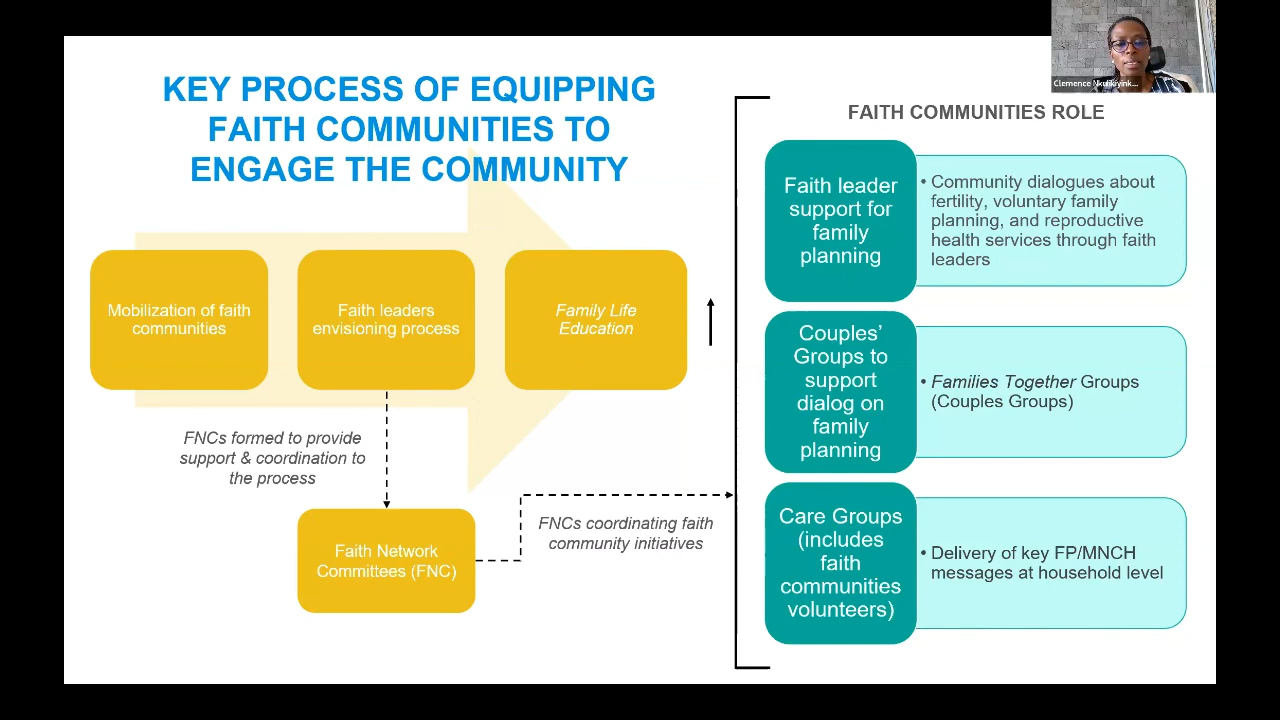 KEY PROCESS OF EQUIPPING
FAITH COMMUNITIES TO
ENGAGE THE COMMUNITY
Mobilization of faith
communities
Faith leaders
envisioning process
Family Life
Education
FNCs formed to provide
support & coordination to
the process
Faith Network
Committees (FNC)
FNCs coordinating faith
community initiatives
Clemence
FAITH COMMUNITIES ROLE
Faith leader
support for
family
planning
• Community dialogues about
fertility, voluntary family
planning, and reproductive
health services through faith
leaders
Couples’
Groups to
support
dialog on
family
planning
• Families Together Groups
(Couples Groups)
Care Groups
(includes
faith
communities
volunteers)
• Delivery of key FP/MNCH
messages at household level